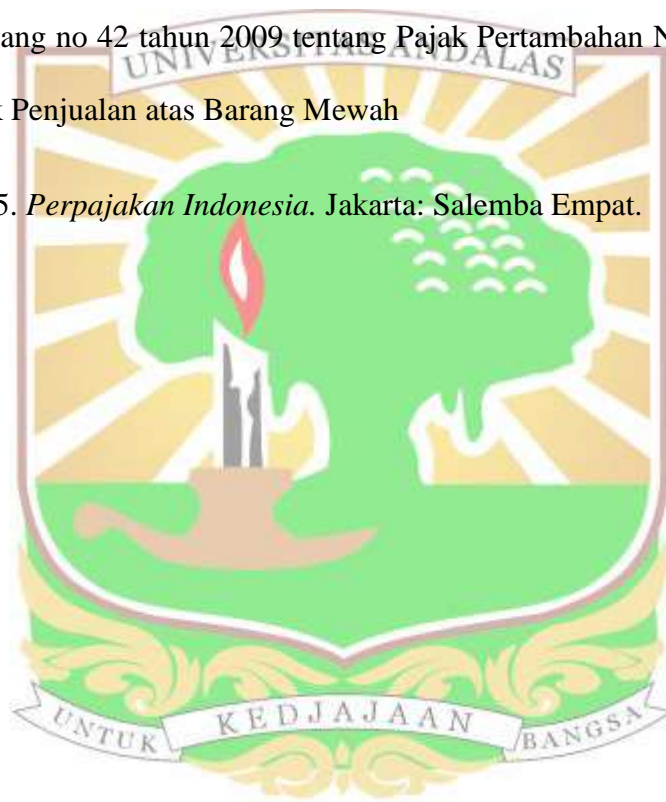 ang no 42 tahun 2009 tentang Pajak Pertambahan N
UNIVERSITAS ANDALAS
Penjualan atas Barang Mewah
5. Perpajakan Indonesia. Jakarta: Salemba Empat.
UNTUK KEDJAJAAN BANGSA